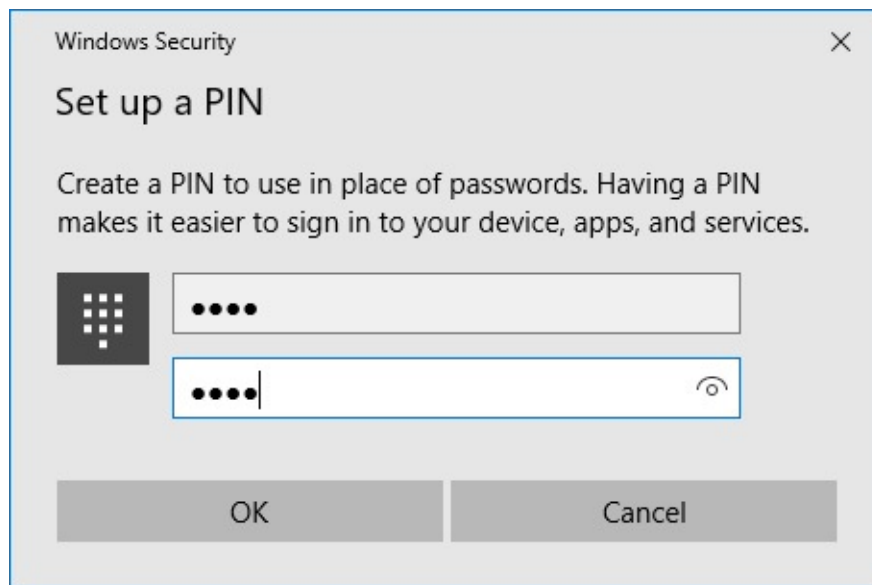 Windows Security
Set up a PIN
Create a PIN to use in place of passwords. Having a PIN
makes it easier to sign in to your device, apps, and services.
••••
••••
OK
Cancel